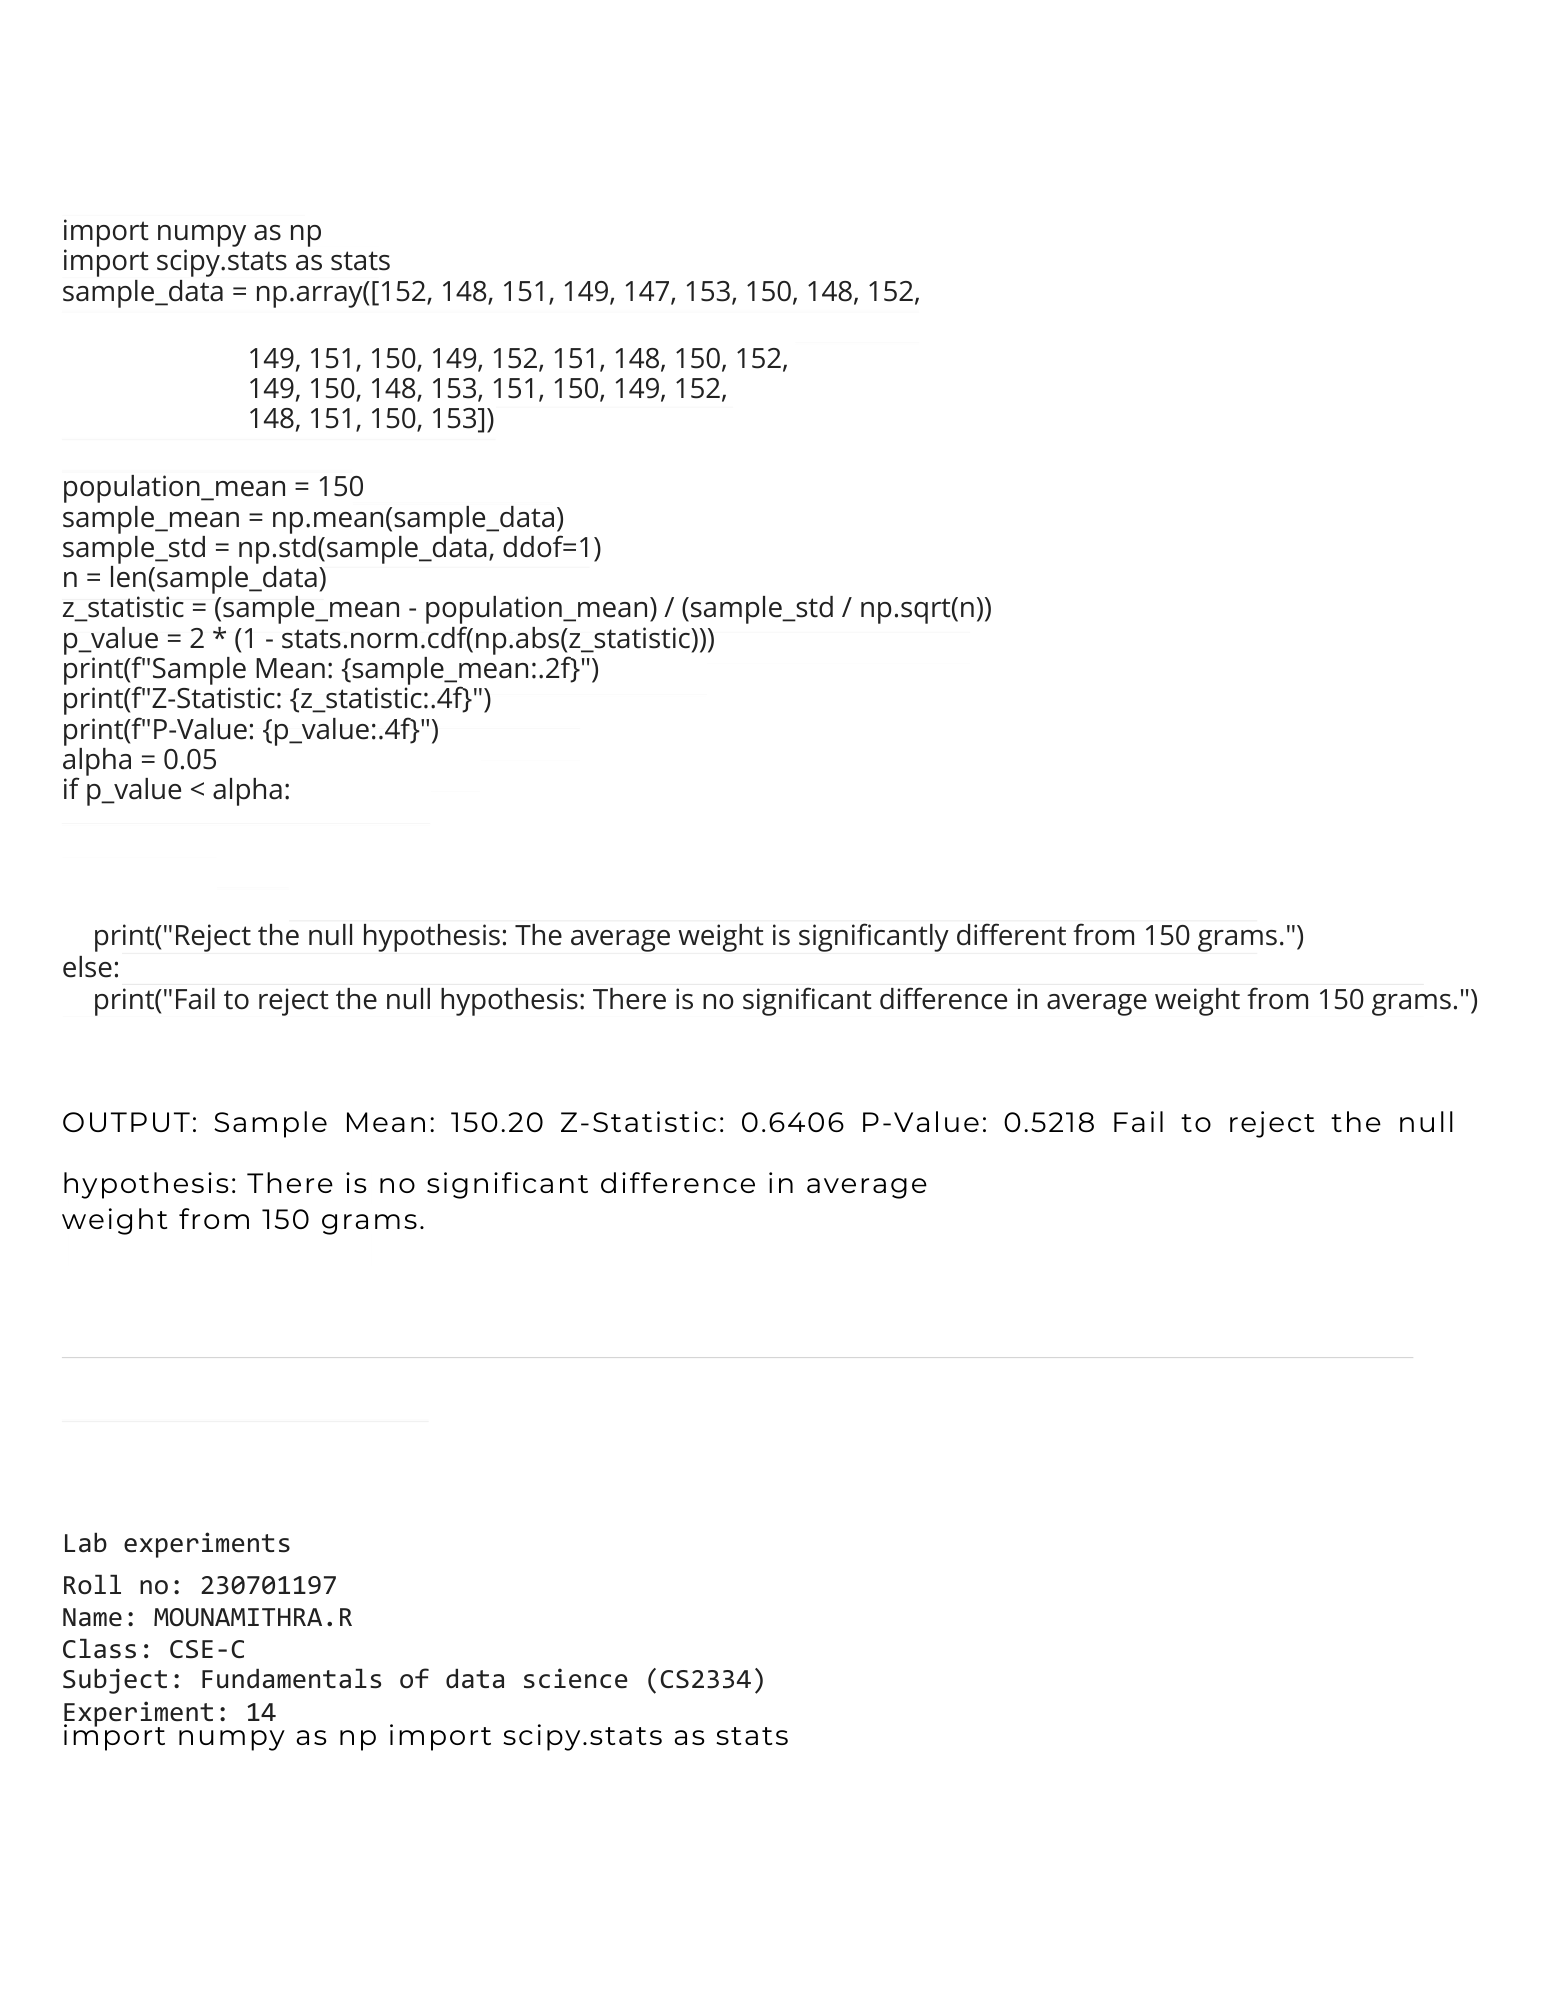 import numpy as np
import scipy.stats as stats
sample_data = np.array([152, 148, 151, 149, 147, 153, 150, 148, 152,
149, 151, 150, 149, 152, 151, 148, 150, 152,
149, 150, 148, 153, 151, 150, 149, 152,
148, 151, 150, 153])
population_mean = 150
sample_mean = np.mean(sample_data)
sample_std = np.std(sample_data, ddof=1)
n = len(sample_data)
z_statistic = (sample_mean - population_mean) / (sample_std / np.sqrt(n))
p_value = 2 * (1 - stats.norm.cdf(np.abs(z_statistic)))
print(f"Sample Mean: {sample_mean:.2f}")
print(f"Z-Statistic: {z_statistic:.4f}")
print(f"P-Value: {p_value:.4f}")
alpha = 0.05
if p_value < alpha:
print("Reject the null hypothesis: The average weight is significantly different from 150 grams.")
else:
print("Fail to reject the null hypothesis: There is no significant difference in average weight from 150 grams.")
OUTPUT: Sample Mean: 150.20 Z-Statistic: 0.6406 P-Value: 0.5218 Fail to reject the null
hypothesis: There is no significant difference in average
weight from 150 grams.
Lab experiments
Roll no: 230701197
Name: MOUNAMITHRA.R
Class: CSE-C
Subject: Fundamentals of data science (CS2334)
Experiment: 14
import numpy as np import scipy.stats as stats